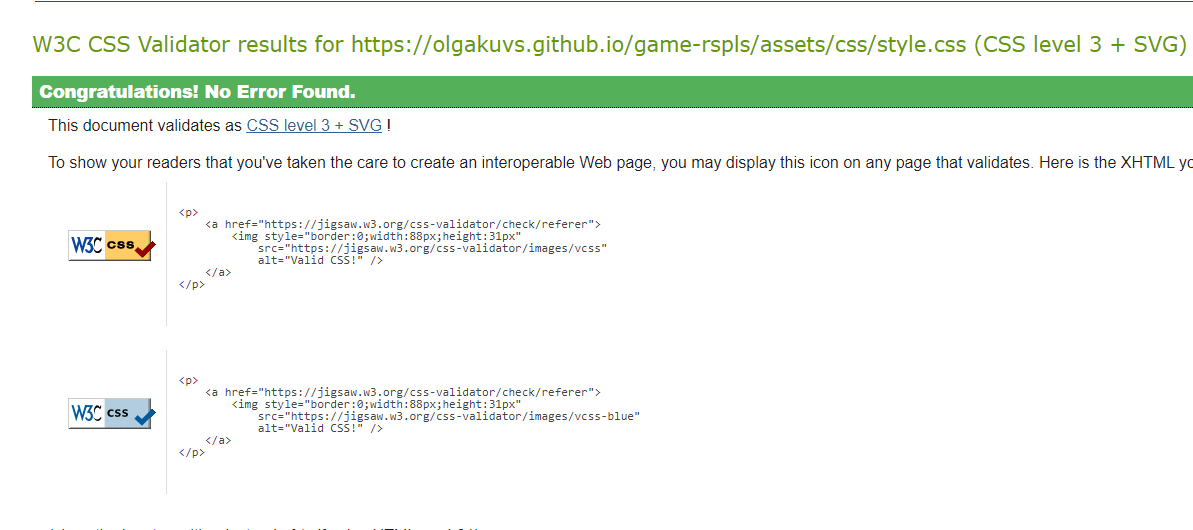 W3C CSS Validator results for https://olgakuvs.github.io/game-rspls/assets/css/style.css (CSS level 3 + SVG)
Congratulations! No Error Found.
This document validates as CSS level 3 + SVG !
To show your readers that you've taken the care to create an interoperable Web page, you may display this icon on any page that validates. Here is the XHTML
W3C css
<p>
<a href="https://jigsaw.w3.org/css-validator/check/referer">
<img style="border:0;width:88px;height:31px"
src="https://jigsaw.w3.org/css-validator/images/vcss"
alt="Valid CSS!" />
</a>
</p>
W3C css
<p>
<a href="https://jigsaw.w3.org/css-validator/check/referer">
<img style="border:0;width:88px;height:31px"
src="https://jigsaw.w3.org/css-validator/images/vcss-blue"
alt="Valid CSS!" />
</a>
</p>